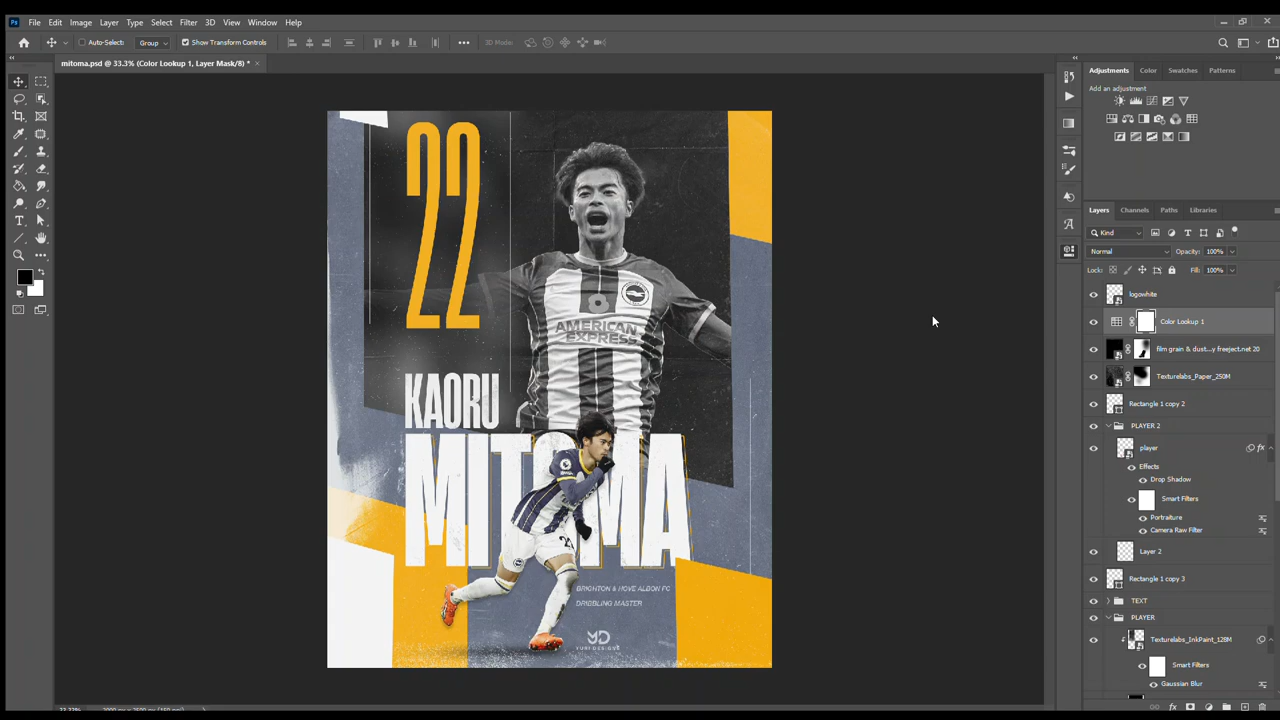 Ps File Edit Image Layer Type Select Filter 3D View Window Help
Auto-Select: Group Show Transform Controls 3D Mode:
mitoma.psd @ 33.3% (Color Lookup 1, Layer Mask/8) *
Adjustments Color Swatches Patterns
Add an adjustment
Layers Channels Paths Libraries
Kind
Normal Opacity: 100%
Lock: Fill: 100%
logowhite
Color Lookup 1
film grain & dust...y freeject.net 20
Texturelabs_Paper_250M
Rectangle 1 copy 2
PLAYER 2
player fx
Effects
Drop Shadow
Smart Filters
Portraiture
Camera Raw Filter
Layer 2
Rectangle 1 copy 3
TEXT
PLAYER
Texturelabs_InkPaint_128M
Smart Filters
Gaussian Blur
22
AMERICAN
EXPRESS
KAORU
MITOMA
BRIGHTON & HOVE ALBION FC
DRIBBLING MASTER